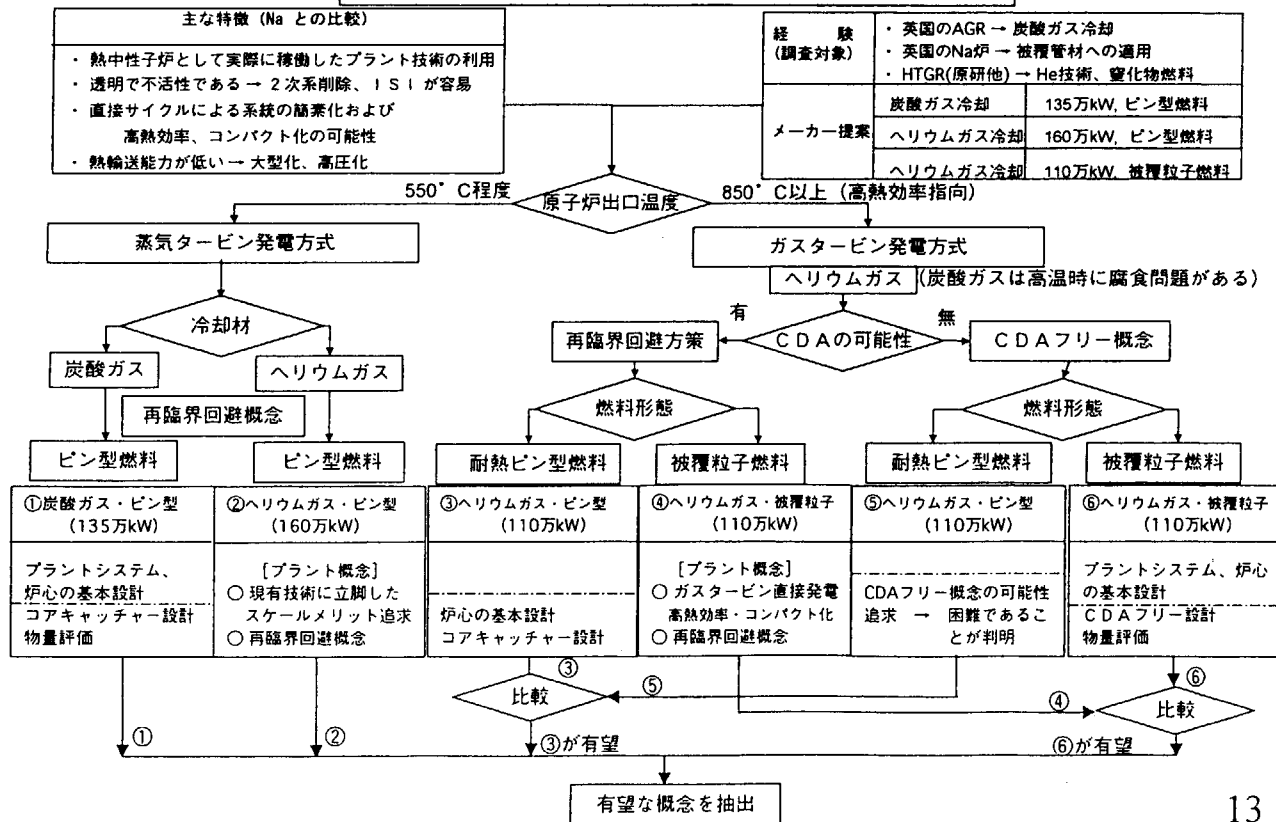 主な特徴 (Na との比較)
・ 熱中性子炉として実際に稼働したプラント技術の利用
・ 透明で不活性である → 2次系削除、ISIが容易
・ 直接サイクルによる系統の簡素化および
高熱効率、コンパクト化の可能性
・ 熱輸送能力が低い → 大型化、高圧化
経 験
(調査対象)
・ 英国のAGR → 炭酸ガス冷却
・ 英国のNa炉 → 被覆管材への適用
・ HTGR(原研他) → He技術、窒化物燃料
メーカー提案
炭酸ガス冷却 135万kW, ピン型燃料
ヘリウムガス冷却 160万kW, ピン型燃料
ヘリウムガス冷却 110万kW, 被覆粒子燃料
550°C程度
原子炉出口温度
850°C以上 (高熱効率指向)
蒸気タービン発電方式
ガスタービン発電方式
ヘリウムガス (炭酸ガスは高温時に腐食問題がある)
冷却材
炭酸ガス
ヘリウムガス
再臨界回避概念
ピン型燃料
ピン型燃料
有
CDAの可能性
無
再臨界回避方策
CDAフリー概念
燃料形態
燃料形態
耐熱ピン型燃料
被覆粒子燃料
耐熱ピン型燃料
被覆粒子燃料
①炭酸ガス・ピン型
(135万kW)
プラントシステム、
炉心の基本設計
コアキャッチャー設計
物量評価
②ヘリウムガス・ピン型
(160万kW)
[プラント概念]
○ 現有技術に立脚した
スケールメリット追求
○ 再臨界回避概念
③ヘリウムガス・ピン型
(110万kW)
炉心の基本設計
コアキャッチャー設計
④ヘリウムガス・被覆粒子
(110万kW)
[プラント概念]
○ ガスタービン直接発電
高熱効率・コンパクト化
○ 再臨界回避概念
⑤ヘリウムガス・ピン型
(110万kW)
CDAフリー概念の可能性
追求 → 困難であるこ
とが判明
⑥ヘリウムガス・被覆粒子
(110万kW)
プラントシステム、炉心
の基本設計
CDAフリー設計
物量評価
③
⑤
比較
⑥
④
比較
①
②
③が有望
⑥が有望
有望な概念を抽出
13